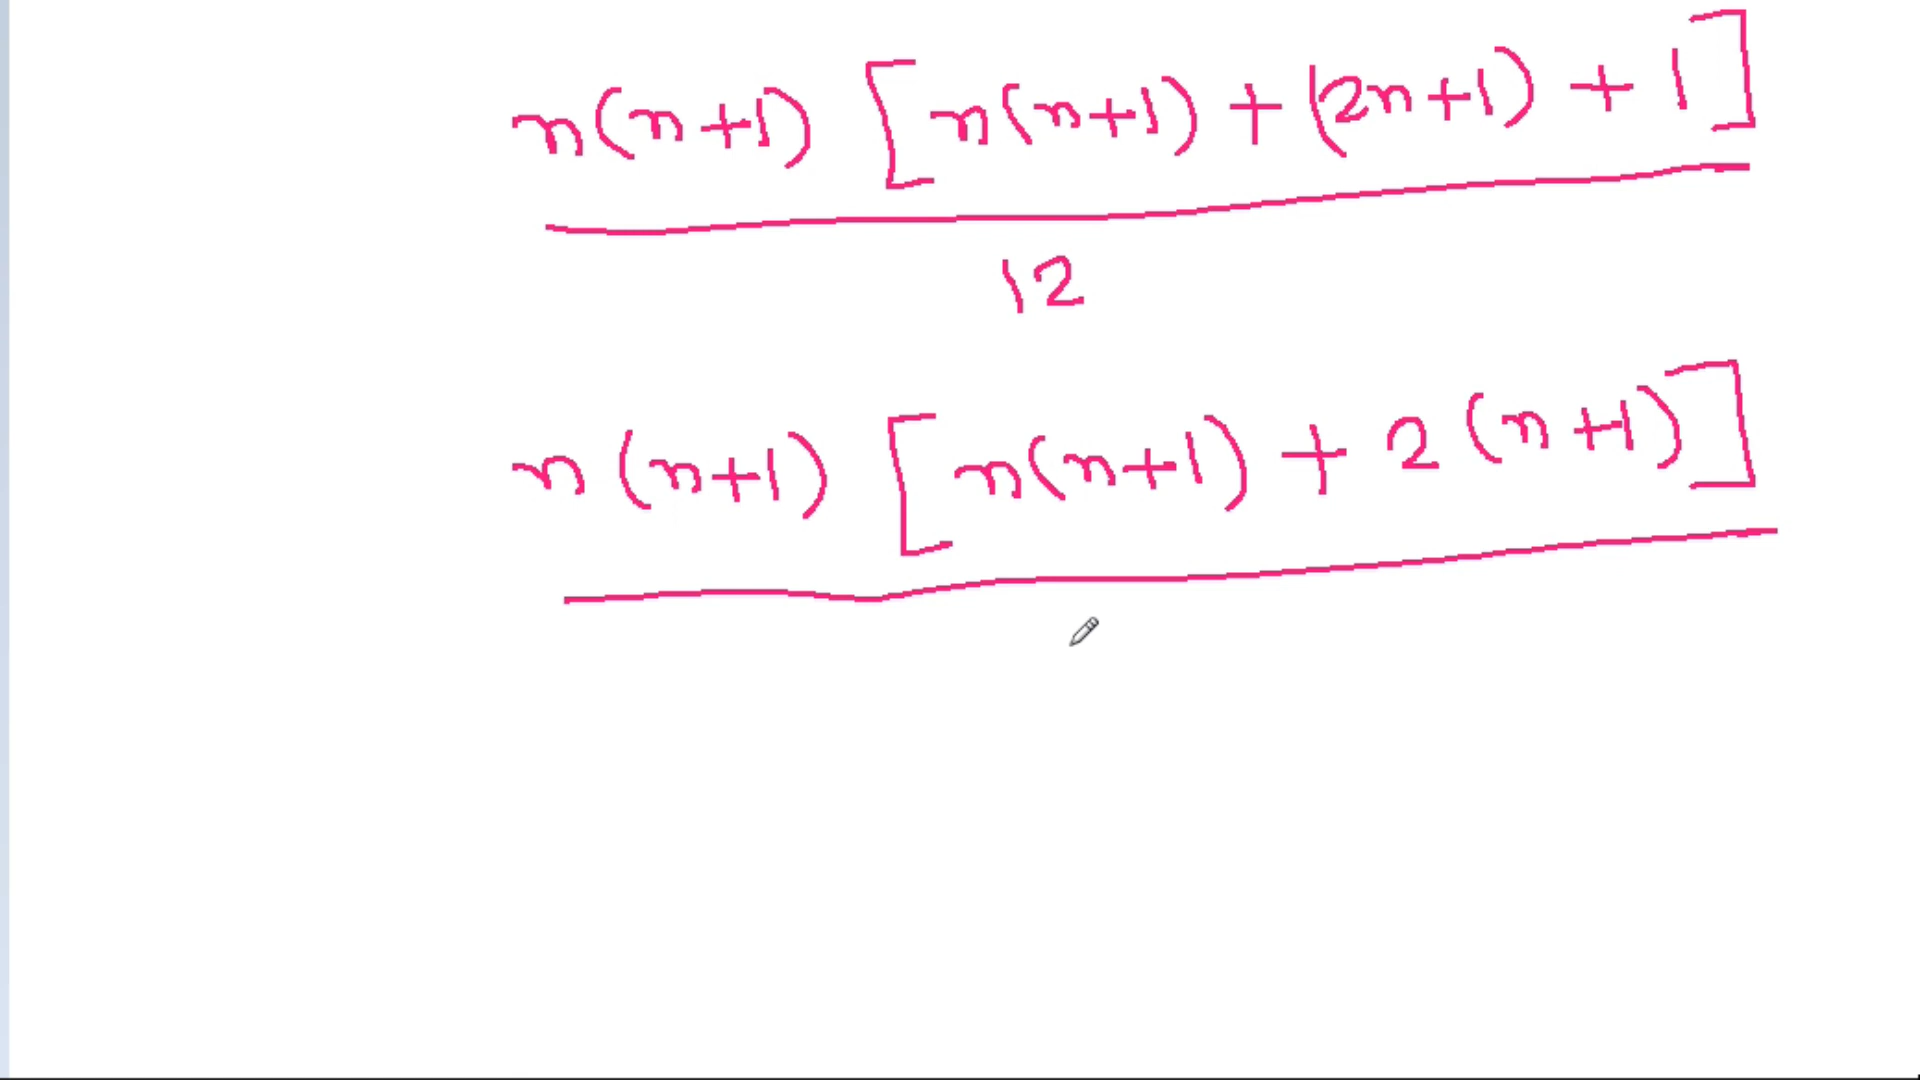 n(n+1) [n(n+1) + (2n+1) + 1]
12
n(n+1) [n(n+1) + 2(n+1)]